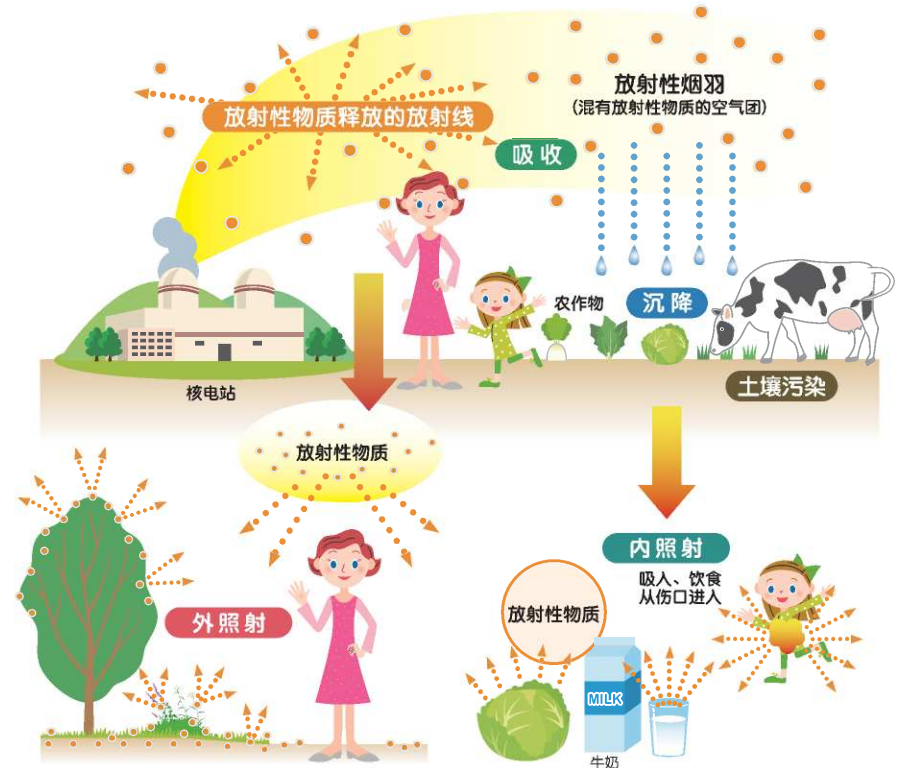 放射性烟羽
（混有放射性物质的空气团）
放射性物质释放的放射线
吸收
农作物
沉降
核电站
土壤污染
放射性物质
内照射
吸入、饮食
从伤口进入
外照射
放射性物质
MILK
牛奶